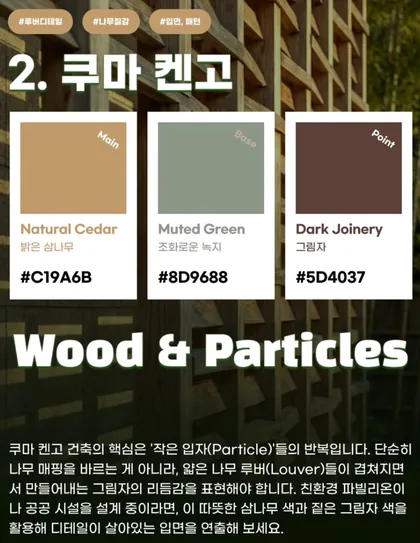 #루버디테일 #나무질감 #입면, 패턴
2. 쿠마 켄고
Main Base Point
Natural Cedar Muted Green Dark Joinery
밝은 삼나무 조화로운 녹지 그림자
#C19A6B #8D9688 #5D4037
Wood & Particles
쿠마 켄고 건축의 핵심은 '작은 입자(Particle)'들의 반복입니다. 단순히
나무 매핑을 바르는 게 아니라, 얇은 나무 루버(Louver)들이 겹쳐지면
서 만들어내는 그림자의 리듬감을 표현해야 합니다. 친환경 파빌리온이
나 공공 시설을 설계 중이라면, 이 따뜻한 삼나무 색과 짙은 그림자 색을
활용해 디테일이 살아있는 입면을 연출해 보세요.